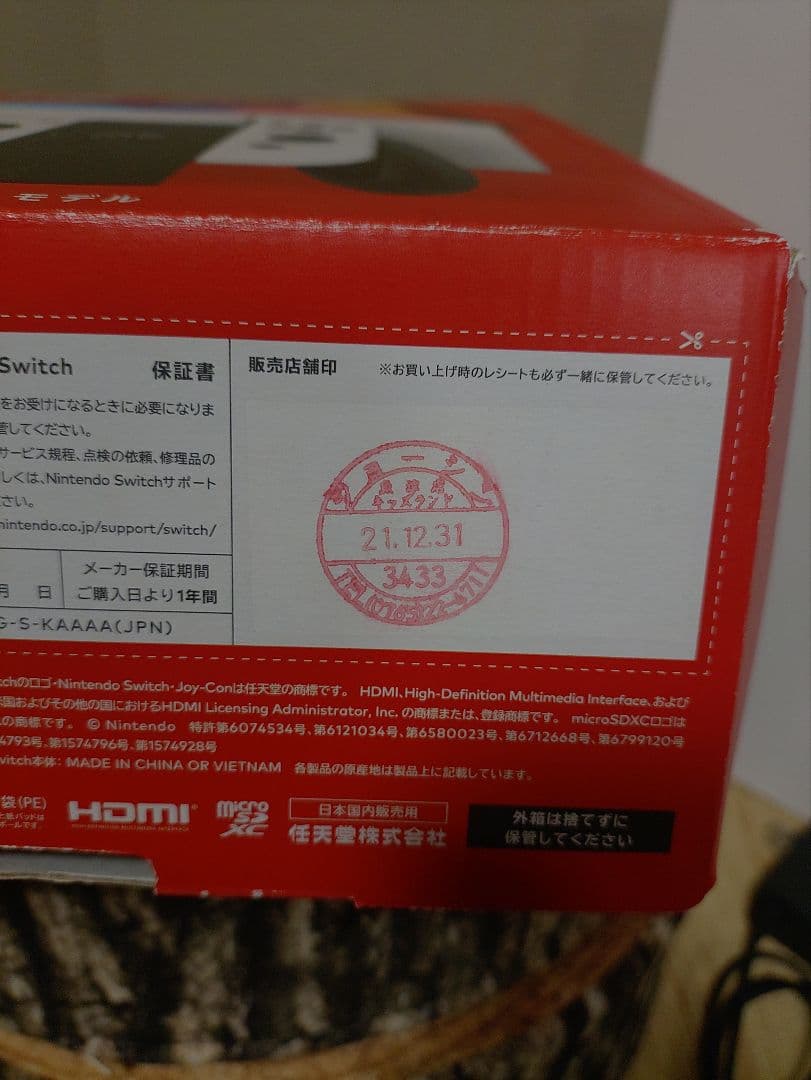 モデル
Switch 保証書
をお受けになるときに必要になりま
管してください。
サービス規程、点検の依頼、修理品の
しくは、Nintendo Switchサポート
さい。
nintendo.co.jp/support/switch/
月 日
メーカー保証期間
ご購入日より1年間
G-S-KAAAA(JPN)
販売店舗印 ※お買い上げ時のレシートも必ず一緒に保管してください。
キッズランド
21.12.31
3433
tchのロゴ・Nintendo Switch・Joy-Conは任天堂の商標です。 HDMI、High-Definition Multimedia Interface、および
米国およびその他の国におけるHDMI Licensing Administrator, Inc. の商標または、登録商標です。 microSDXCロゴは
の商標です。 © Nintendo 特許第6074534号、第6121034号、第6580023号、第6712668号、第6799120号
4793号、第1574796号、第1574928号
witch本体: MADE IN CHINA OR VIETNAM 各製品の原産地は製品上に記載しています。
袋(PE)
HDMI
HIGH-DEFINITION MULTIMEDIA INTERFACE
micro SD XC
日本国内販売用
任天堂株式会社
外箱は捨てずに
保管してください